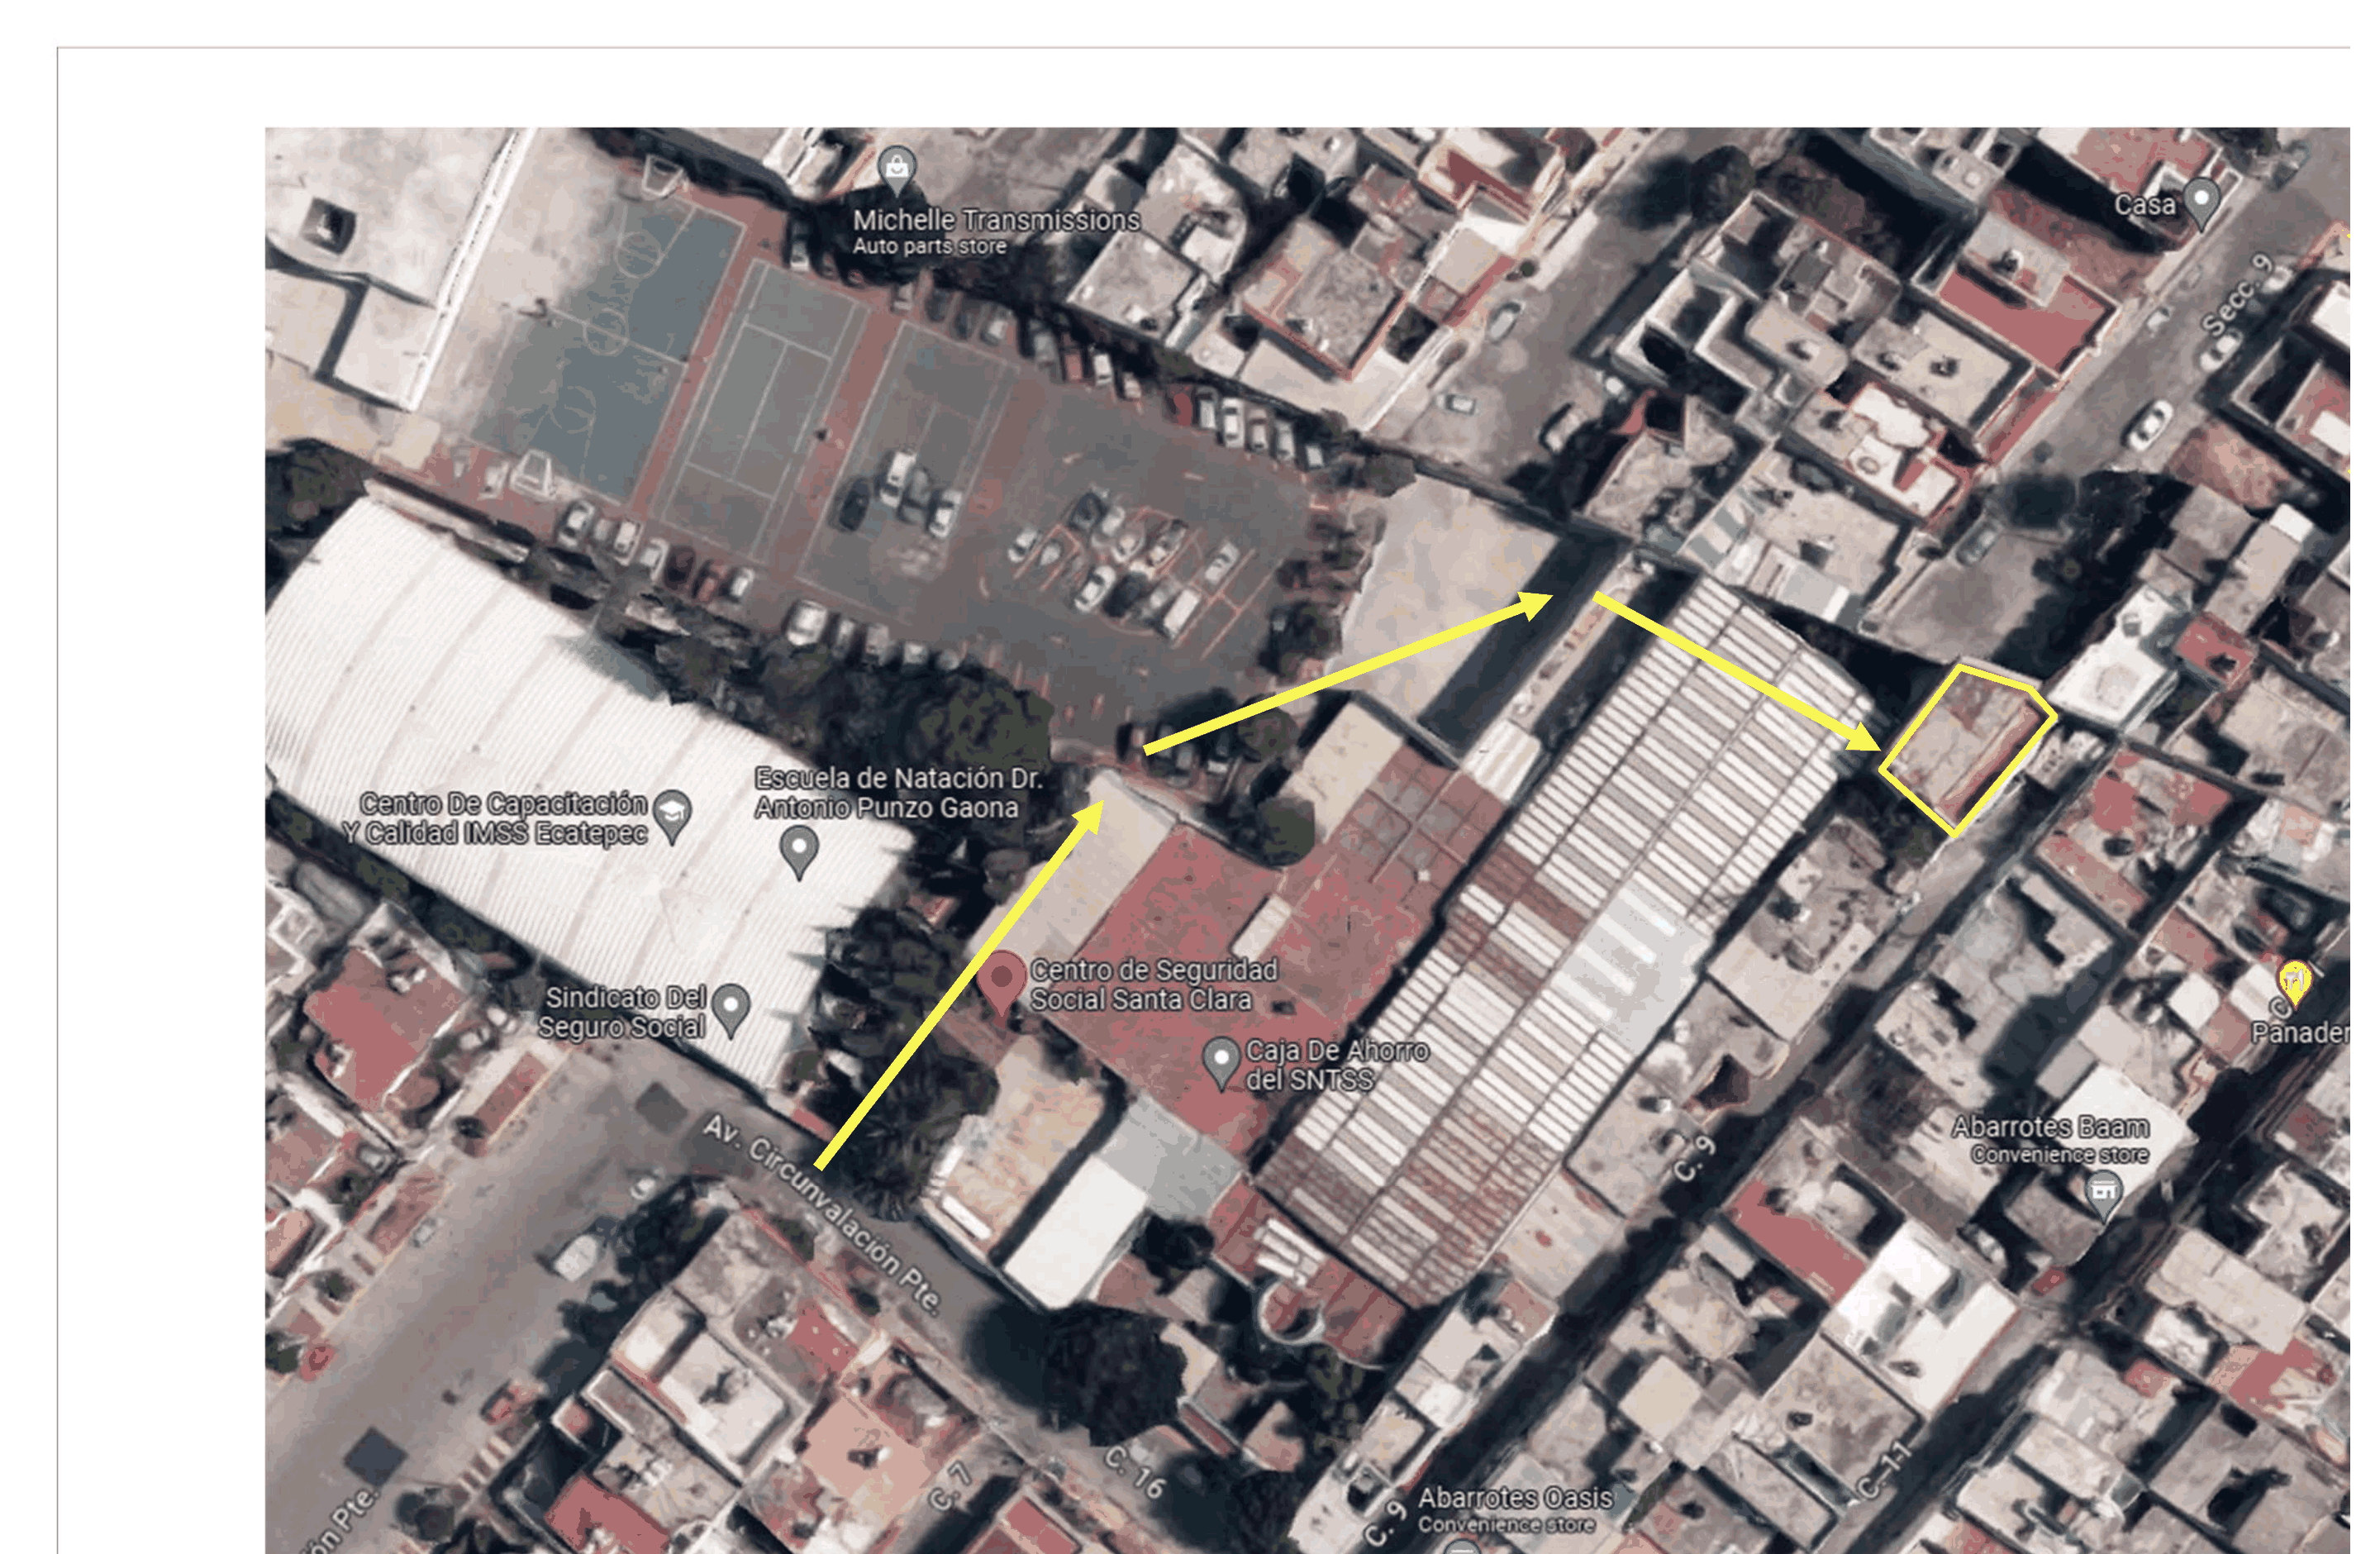 Michelle Transmissions
Auto parts store
Casa
Secc. 9
Escuela de Natación Dr.
Antonio Punzo Gaona
Centro De Capacitación
Y Calidad IMSS Ecatepec
Centro de Seguridad
Social Santa Clara
Sindicato Del
Seguro Social
Caja De Ahorro
del SNTSS
C.
Panader
Av. Circunvalación Pte.
C. 9
Abarrotes Baam
Convenience store
C. 16
C. 7
C. 9
Abarrotes Oasis
Convenience store
C. 11
ón Pte.